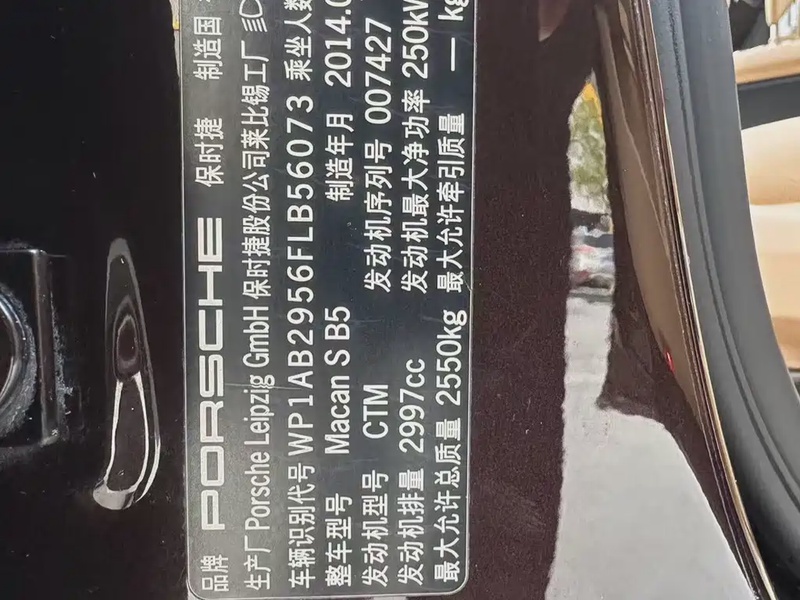 品牌 PORSCHE 保时捷 制造国
生产厂 Porsche Leipzig GmbH 保时捷股份公司莱比锡工厂
车辆识别代号 WP1AB2956FLB56073 乘坐人数
整车型号 Macan S B5 制造年月 2014.0
发动机型号 CTM 发动机序列号 007427
发动机排量 2997cc 发动机最大净功率 250kW
最大允许总质量 2550kg 最大允许牵引质量 — kg